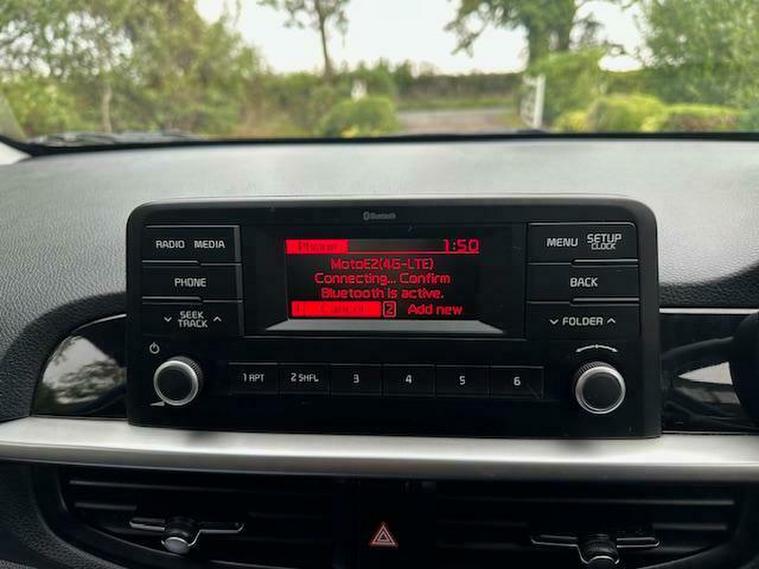 Bluetooth
RADIO MEDIA
PHONE
SEEK
TRACK
Phone 1:50
MotoE2(4G-LTE)
Connecting... Confirm
Bluetooth is active.
1 Cancel 2 Add new
MENU SETUP
CLOCK
BACK
FOLDER
1 RPT 2 SHFL 3 4 5 6